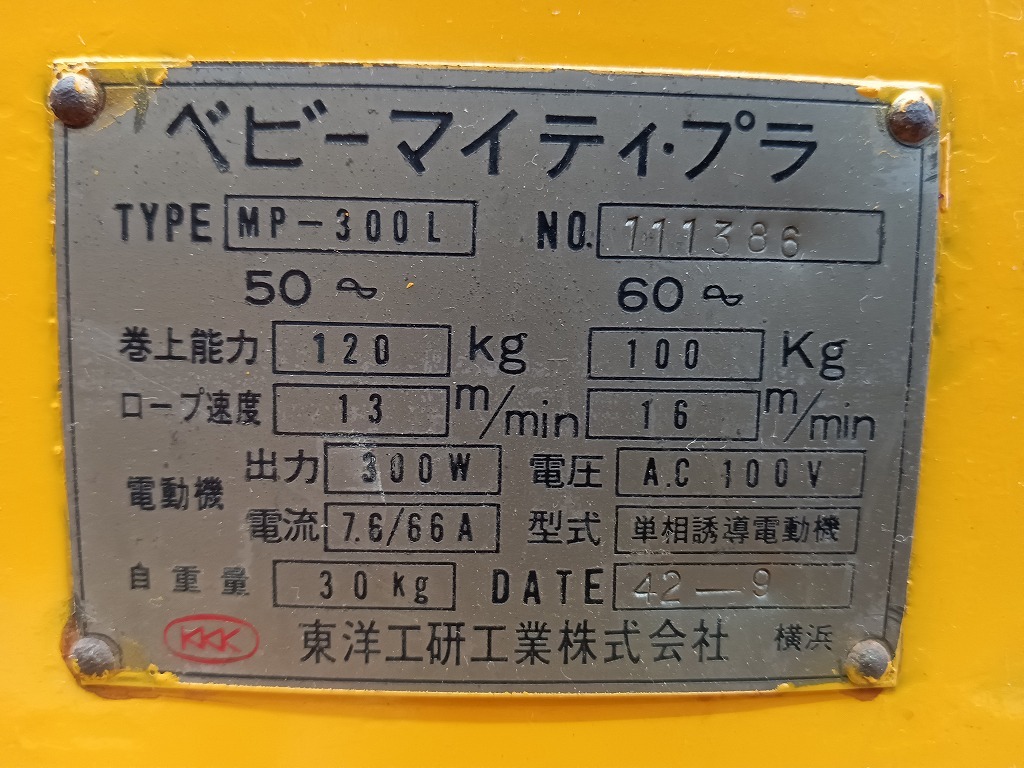 ベビーマイティ・プラ
TYPE MP-300L NO. 111386
50 ~ 60 ~
巻上能力 120 kg 100 Kg
ロープ速度 13 m/min 16 m/min
電動機 出力 300W 電圧 A.C 100V
電流 7.6/66A 型式 単相誘導電動機
自重量 30kg DATE 42-9
KKK 東洋工研工業株式会社 横浜